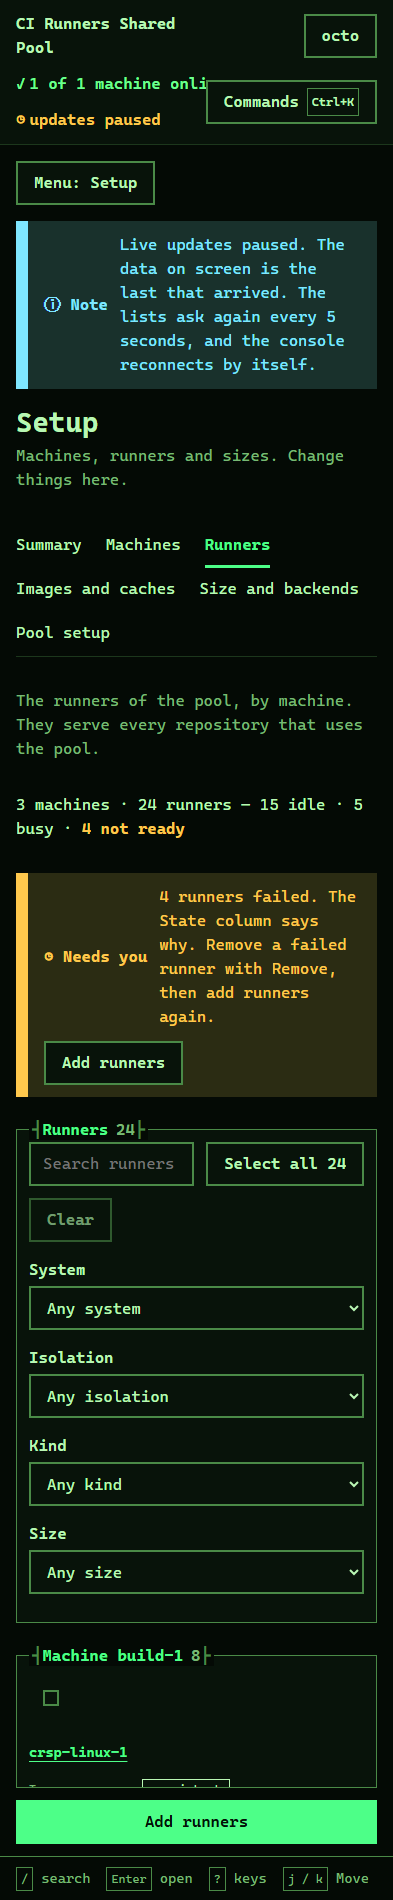 CI Runners Shared
Pool
octo
✓ 1 of 1 machine onli
Commands Ctrl+K
updates paused
Menu: Setup
Live updates paused. The
data on screen is the
ⓘ Note last that arrived. The
lists ask again every 5
seconds, and the console
reconnects by itself.
Setup
Machines, runners and sizes. Change
things here.
Summary Machines Runners
Images and caches Size and backends
Pool setup
The runners of the pool, by machine.
They serve every repository that uses
the pool.
3 machines · 24 runners — 15 idle · 5
busy · 4 not ready
4 runners failed. The
State column says
why. Remove a failed
Needs you
runner with Remove,
then add runners
again.
Add runners
Runners 24
Search runners Select all 24
Clear
System
Any system
Isolation
Any isolation
Kind
Any kind
Size
Any size
Machine build-1 8
crsp-linux-1
Add runners
/ search Enter open ? keys j / k Move